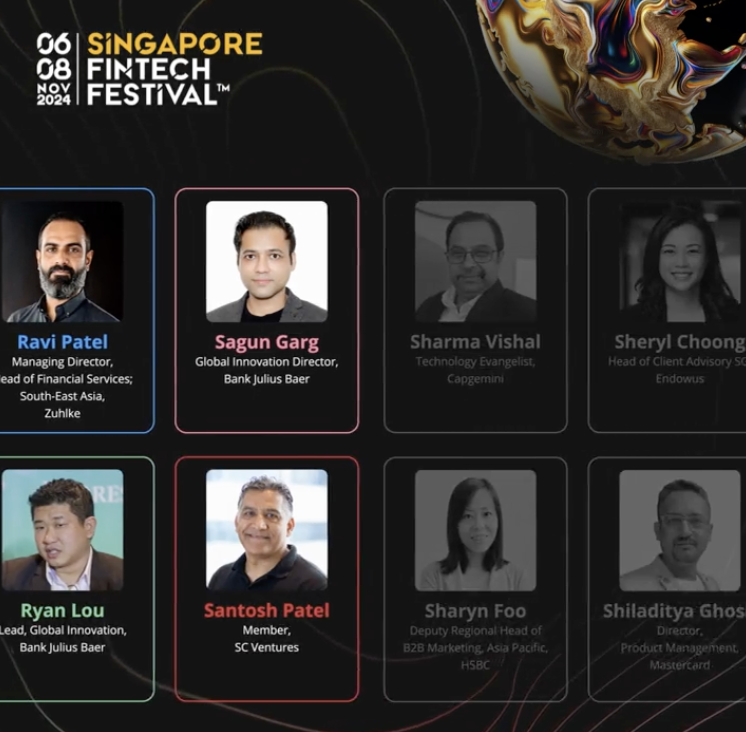 06
08
NOV
2024
SINGAPORE
FINTECH
FESTIVAL™
Ravi Patel
Managing Director,
ead of Financial Services;
South-East Asia,
Zuhlke
Sagun Garg
Global Innovation Director,
Bank Julius Baer
Sharma Vishal
Technology Evangelist,
Capgemini
Sheryl Choong
Head of Client Advisory SG
Endowus
RES
Ryan Lou
Lead, Global Innovation,
Bank Julius Baer
Santosh Patel
Member,
SC Ventures
Sharyn Foo
Deputy Regional Head of
B2B Marketing, Asia Pacific,
HSBC
Shiladitya Ghos
Director,
Product Management,
Mastercard